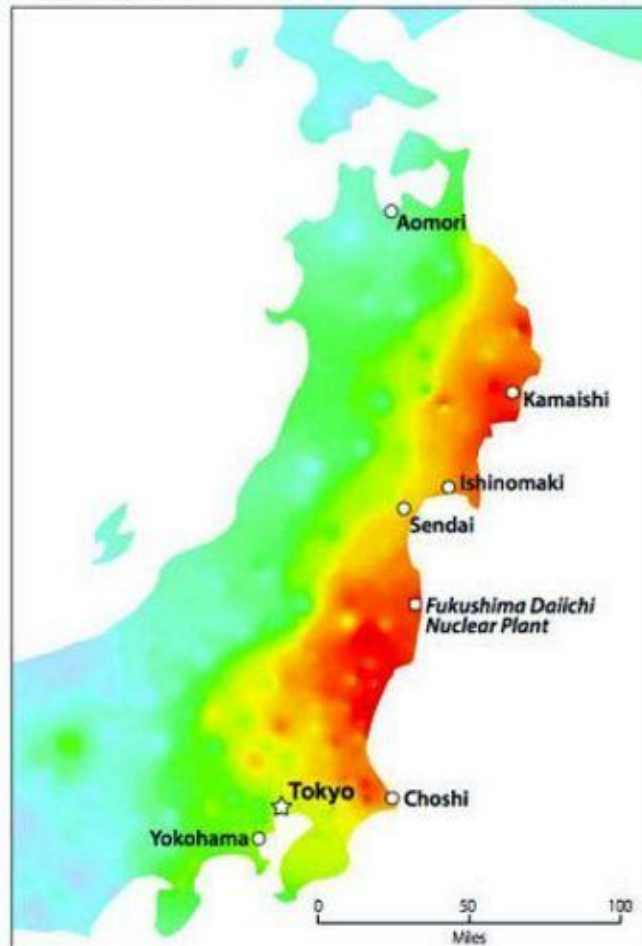 Aomori
Kamaishi
Ishinomaki
Sendai
Fukushima Daiichi
Nuclear Plant
Tokyo
Choshi
Yokohama
0 50 100
Miles